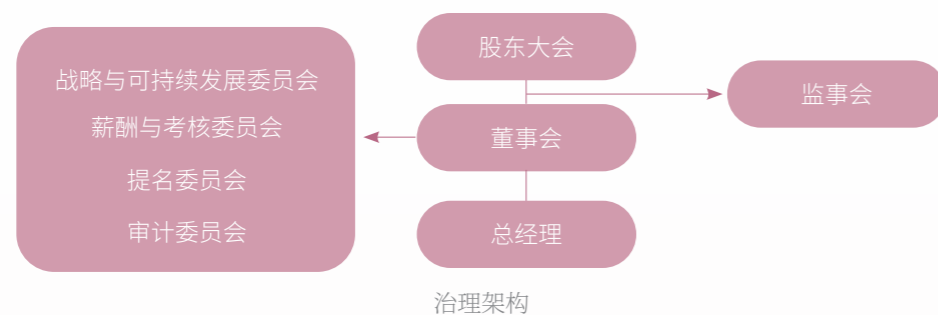 战略与可持续发展委员会
薪酬与考核委员会
提名委员会
审计委员会
股东大会
董事会
总经理
监事会
治理架构